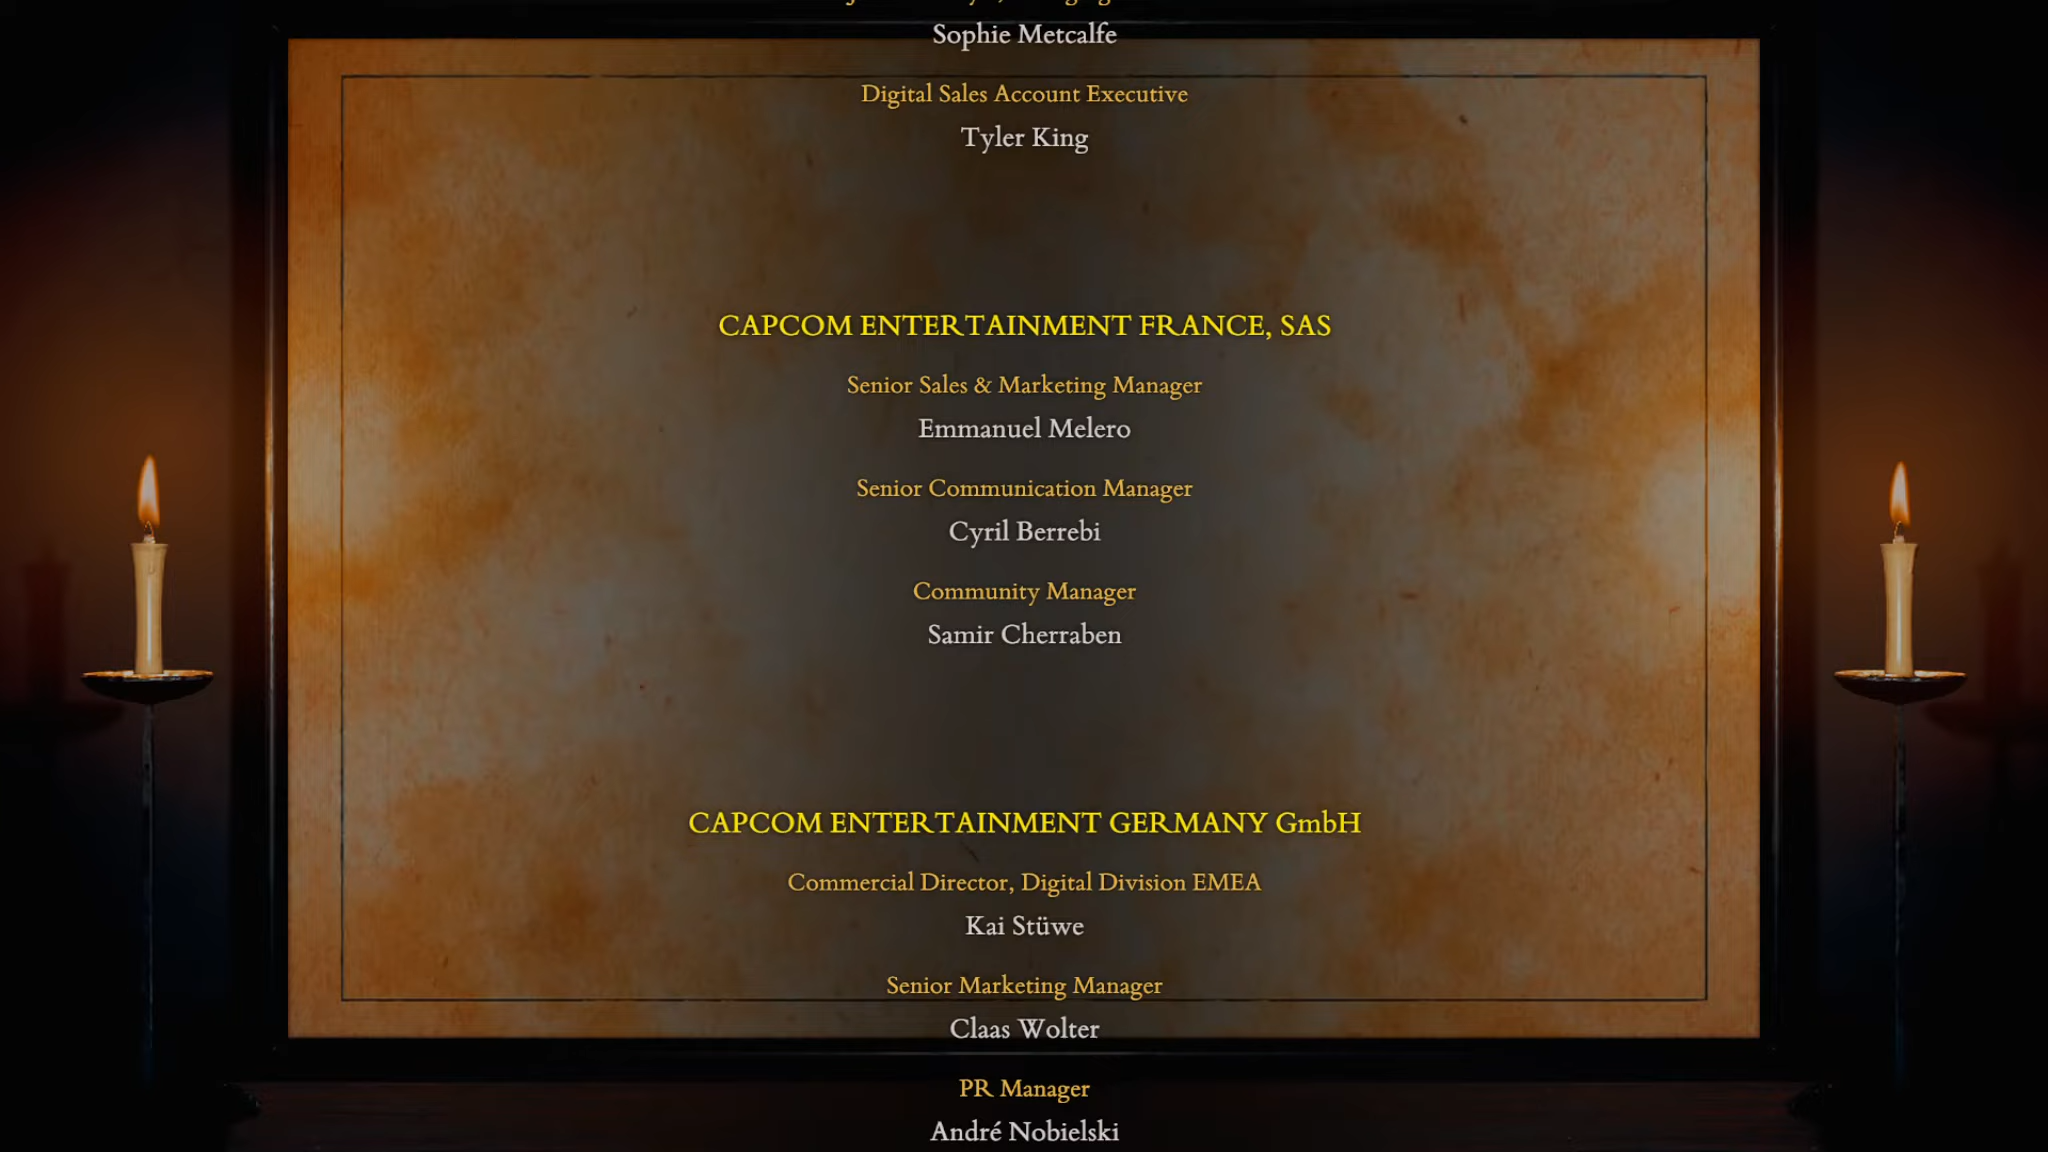 Sophie Metcalfe
Digital Sales Account Executive
Tyler King
CAPCOM ENTERTAINMENT FRANCE, SAS
Senior Sales & Marketing Manager
Emmanuel Melero
Senior Communication Manager
Cyril Berrebi
Community Manager
Samir Cherraben
CAPCOM ENTERTAINMENT GERMANY GmbH
Commercial Director, Digital Division EMEA
Kai Stüwe
Senior Marketing Manager
Claas Wolter
PR Manager
André Nobielski